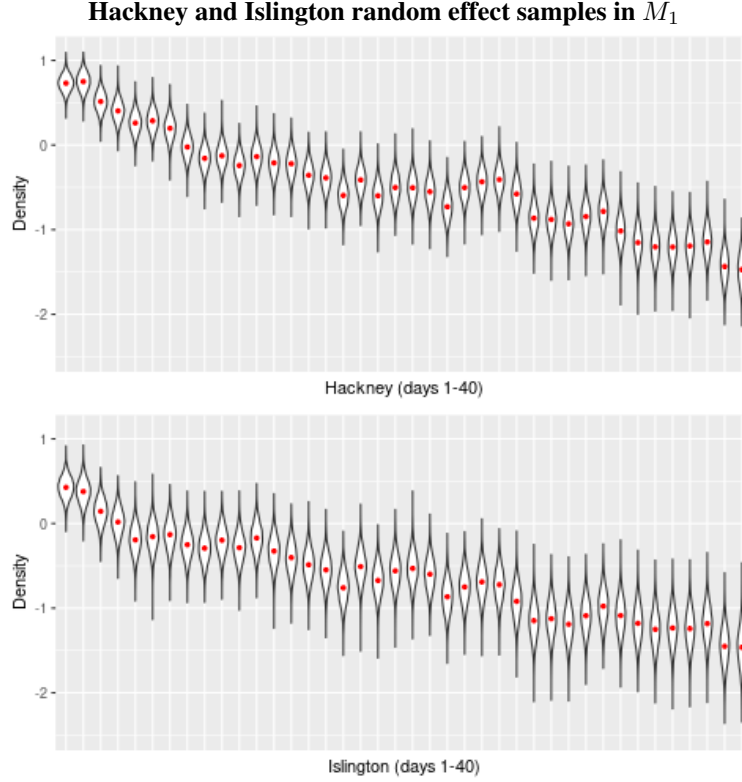 Hackney and Islington random effect samples in M₁
1
0
-1
-2
Density
Hackney (days 1-40)
1
0
-1
-2
Density
Islington (days 1-40)